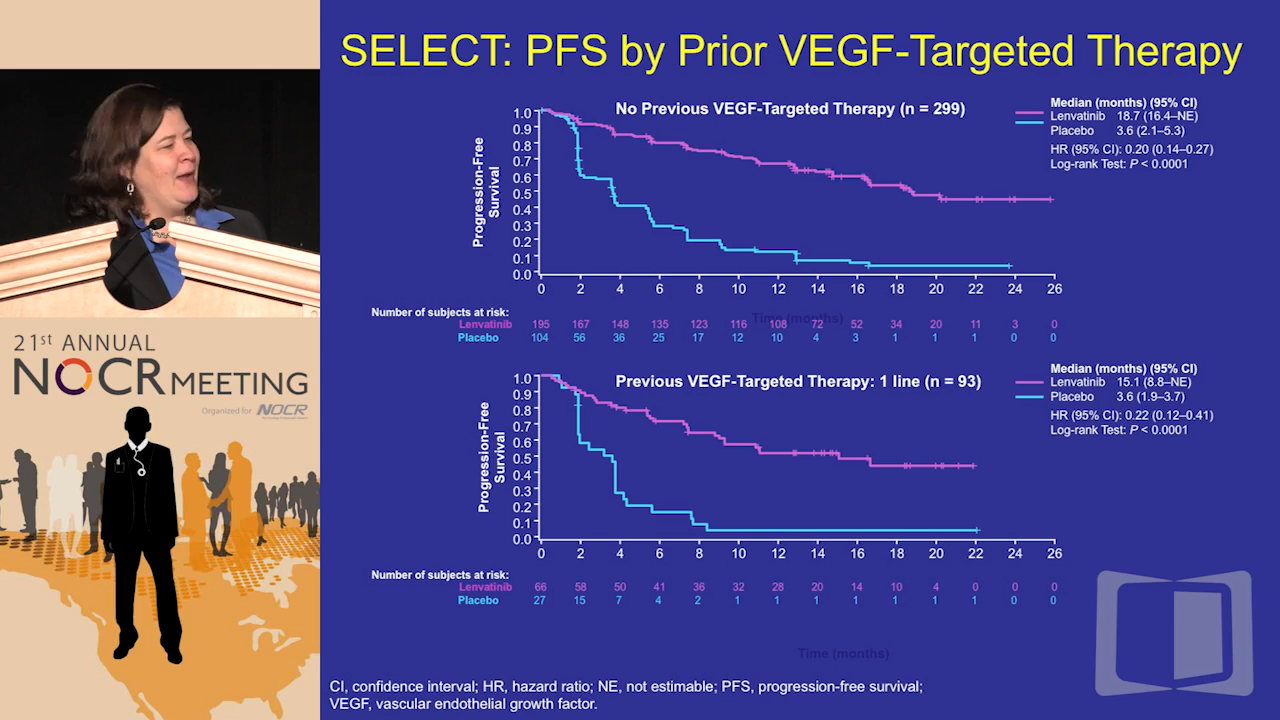 SELECT: PFS by Prior VEGF-Targeted Therapy
No Previous VEGF-Targeted Therapy (n = 299)
Median (months) (95% CI)
Lenvatinib 18.7 (16.4–NE)
Placebo 3.6 (2.1–5.3)
HR (95% CI): 0.20 (0.14–0.27)
Log-rank Test: P < 0.0001
Progression-Free
Survival
1.0
0.9
0.8
0.7
0.6
0.5
0.4
0.3
0.2
0.1
0.0
0 2 4 6 8 10 12 14 16 18 20 22 24 26
Time (months)
Number of subjects at risk:
Lenvatinib 195 167 148 135 123 116 108 72 52 34 20 11 3 0
Placebo 104 56 36 25 17 12 10 4 3 1 1 1 0 0
Previous VEGF-Targeted Therapy: 1 line (n = 93)
Median (months) (95% CI)
Lenvatinib 15.1 (8.8–NE)
Placebo 3.6 (1.9–3.7)
HR (95% CI): 0.22 (0.12–0.41)
Log-rank Test: P < 0.0001
Progression-Free
Survival
1.0
0.9
0.8
0.7
0.6
0.5
0.4
0.3
0.2
0.1
0.0
0 2 4 6 8 10 12 14 16 18 20 22 24 26
Number of subjects at risk:
Lenvatinib 66 58 50 41 36 32 28 20 14 10 4 0 0 0
Placebo 27 15 7 4 2 1 1 1 1 1 1 1 0 0
Time (months)
CI, confidence interval; HR, hazard ratio; NE, not estimable; PFS, progression-free survival;
VEGF, vascular endothelial growth factor.
21st ANNUAL
NOCR MEETING
Organized for NOCR